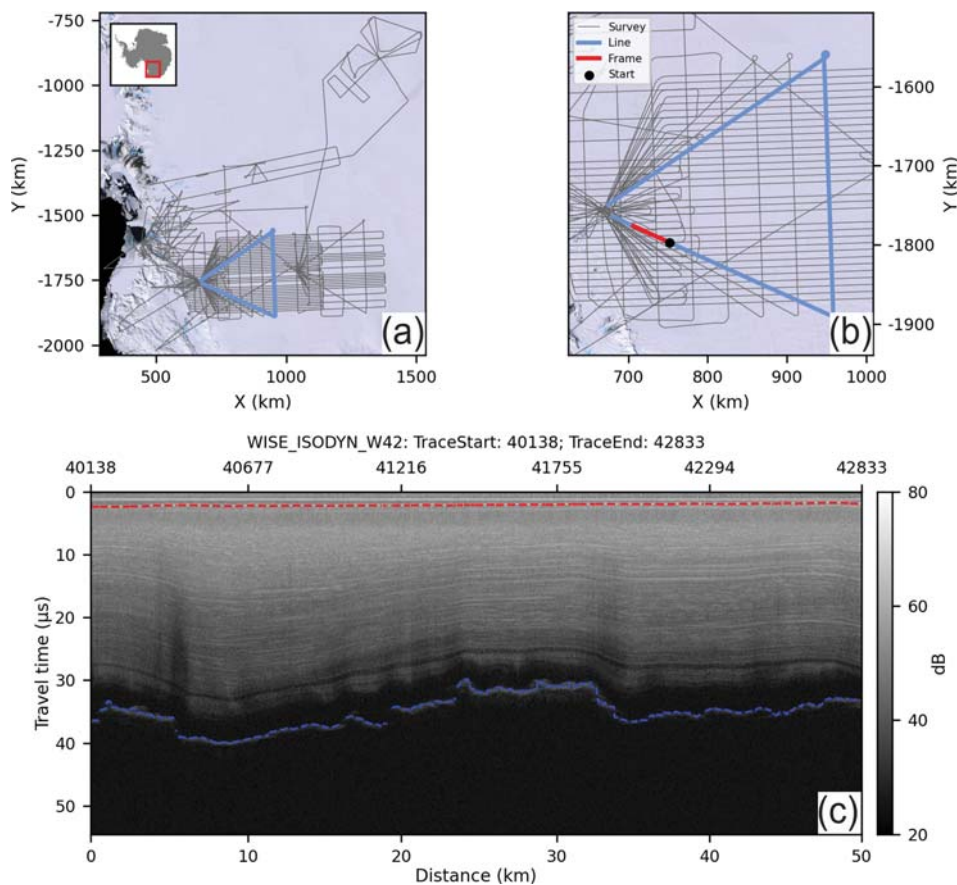 -750
-1000
-1250
-1500
-1750
-2000
Y (km)
500
1000
1500
X (km)
(a)
Survey
Line
Frame
Start
-1600
-1700
-1800
-1900
Y (km)
700
800
900
1000
X (km)
(b)
WISE_ISODYN_W42: TraceStart: 40138; TraceEnd: 42833
40138
40677
41216
41755
42294
42833
0
10
20
30
40
50
Travel time (μs)
0
10
20
30
40
50
Distance (km)
(c)
80
60
40
20
dB